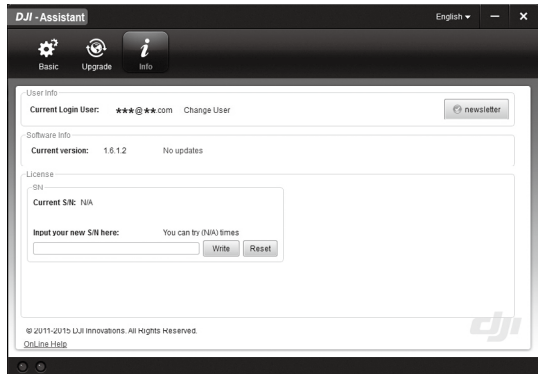 DJI - Assistant English
Basic Upgrade Info
User Info
Current Login User: ***@**.com Change User newsletter
Software Info
Current version: 1.6.1.2 No updates
License
SN
Current S/N: N/A
Input your new S/N here: You can try (N/A) times
Write Reset
© 2011-2015 DJI Innovations. All Rights Reserved.
OnLine Help
dji